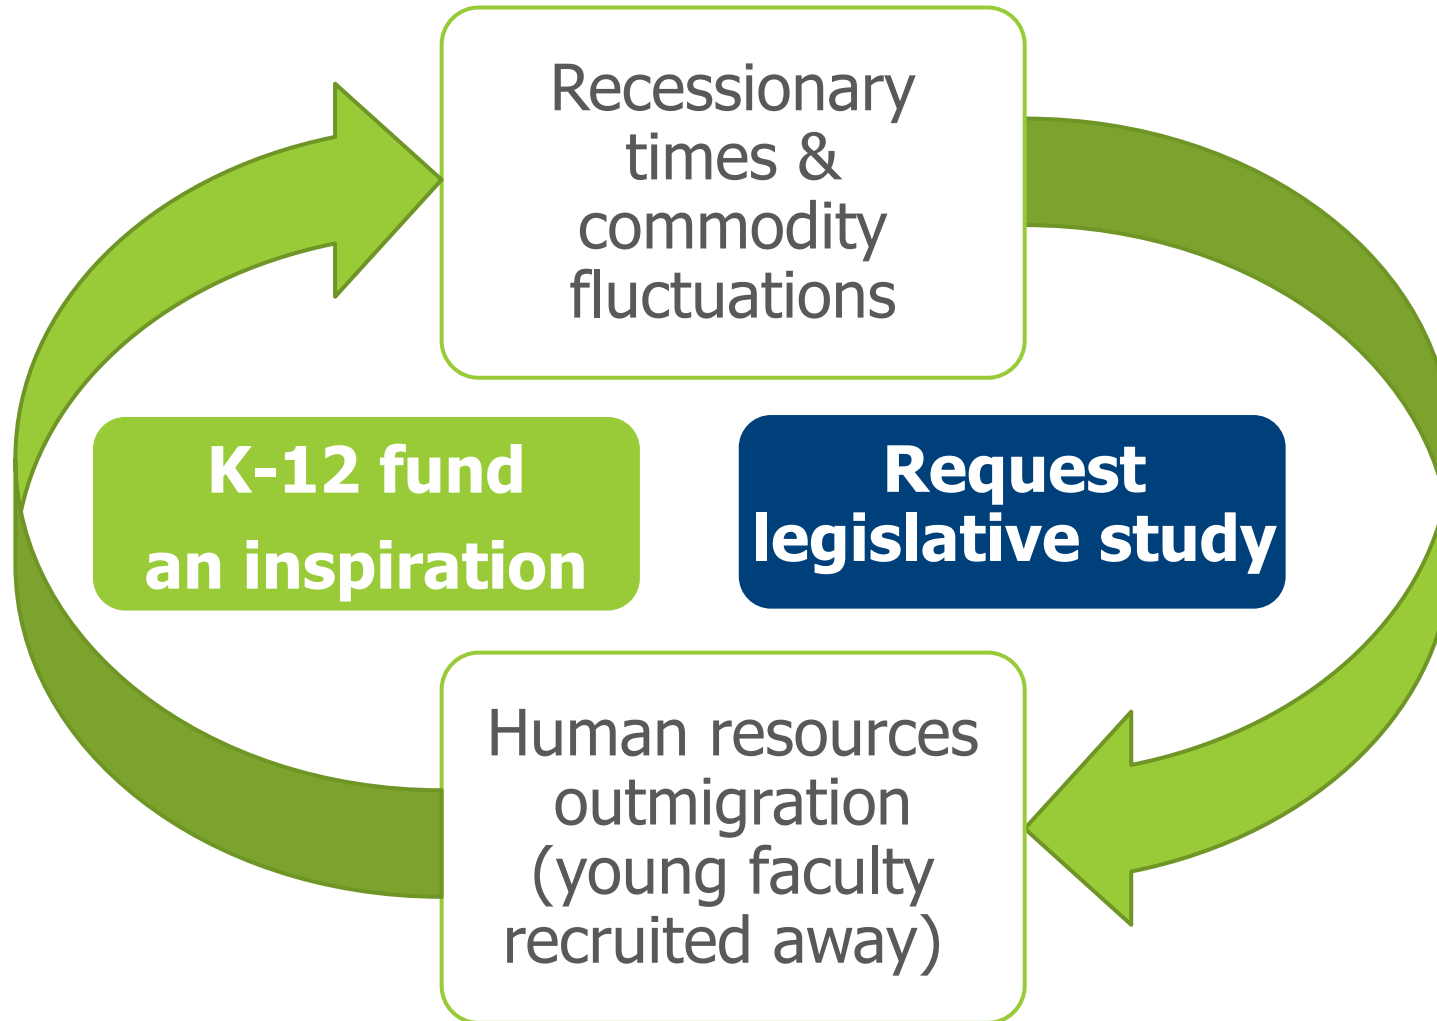 Recessionary
times &
commodity
fluctuations
K-12 fund
an inspiration
Request
legislative study
Human resources
outmigration
(young faculty
recruited away)